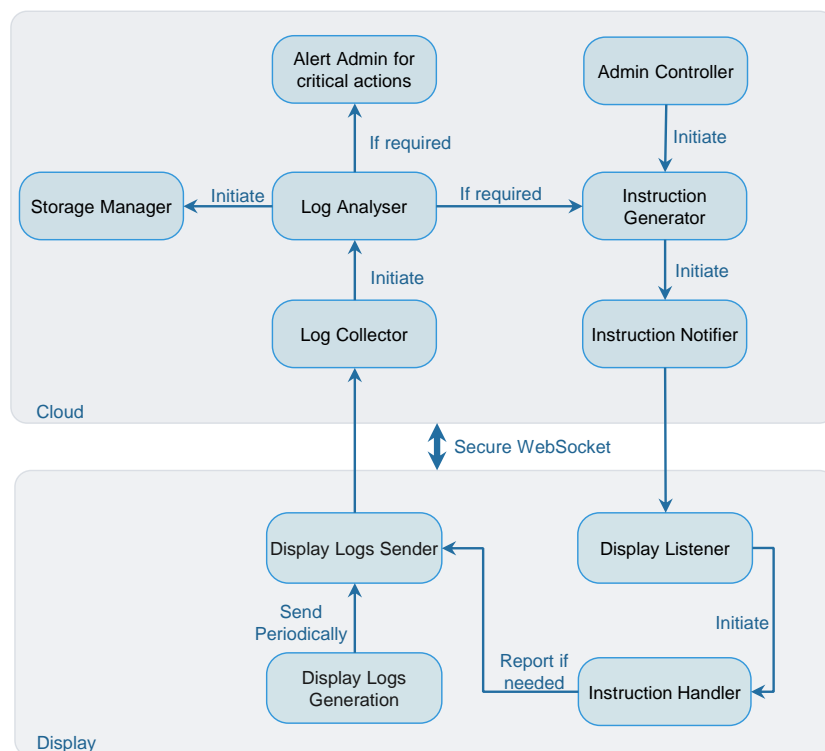 Alert Admin for
critical actions
Admin Controller
If required
Initiate
Storage Manager
Initiate
Log Analyser
If required
Instruction
Generator
Initiate
Initiate
Log Collector
Instruction Notifier
Cloud
Secure WebSocket
Display Logs Sender
Display Listener
Send
Periodically
Initiate
Report if
needed
Display Logs
Generation
Instruction Handler
Display